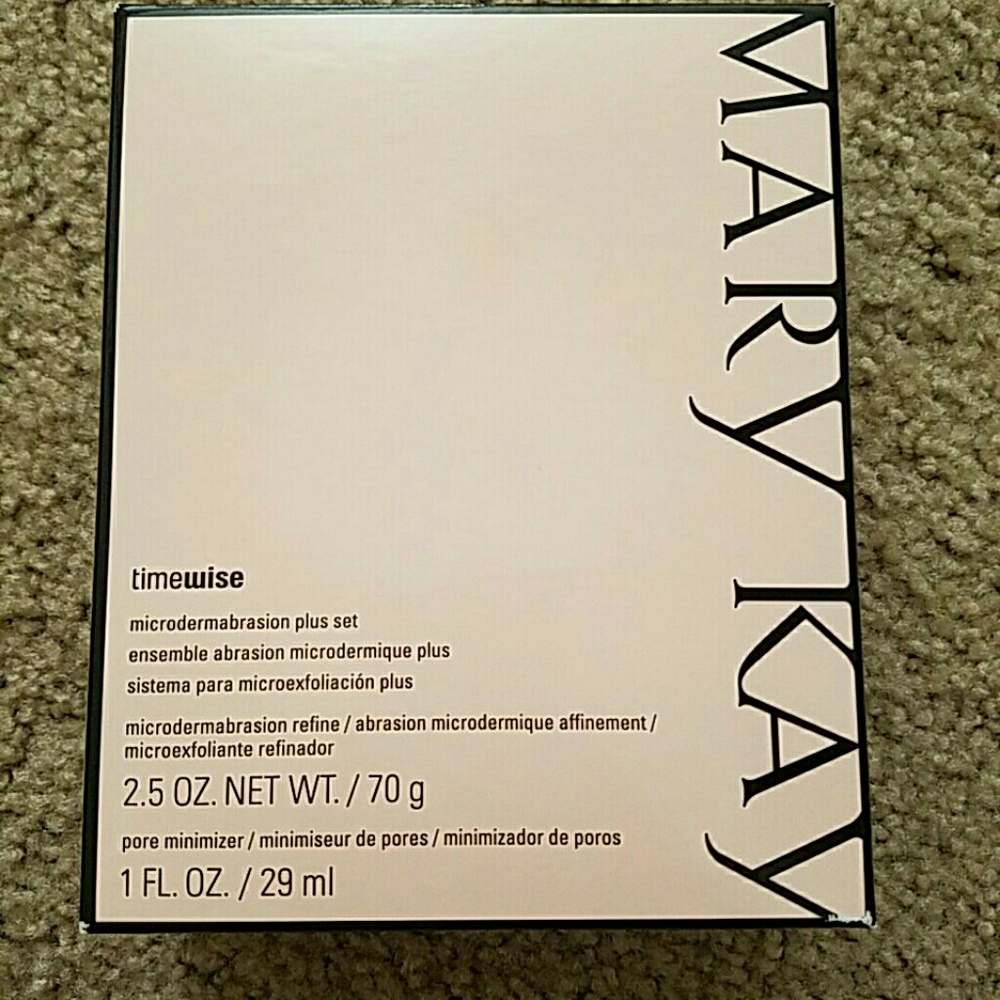 MARY KAY
timewise
microdermabrasion plus set
ensemble abrasion microdermique plus
sistema para microexfoliación plus
microdermabrasion refine / abrasion microdermique affinement /
microexfoliante refinador
2.5 OZ. NET WT. / 70 g
pore minimizer / minimiseur de pores / minimizador de poros
1 FL. OZ. / 29 ml